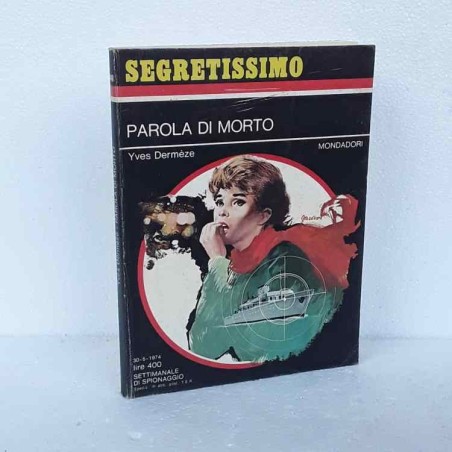 SEGRETISSIMO
PAROLA DI MORTO
Yves Dermèze
MONDADORI
30-5-1974
lire 400
SETTIMANALE
DI SPIONAGGIO